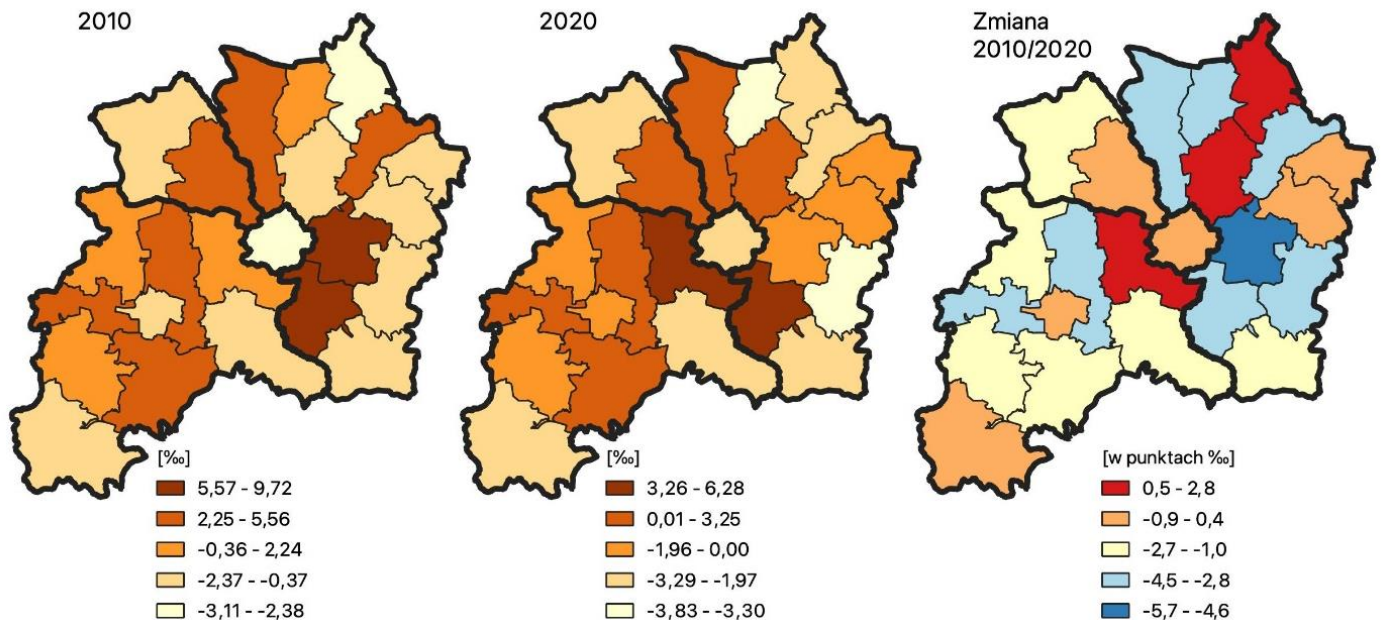 2010
[‰]
5,57 - 9,72
2,25 - 5,56
-0,36 - 2,24
-2,37 - -0,37
-3,11 - -2,38
2020
[‰]
3,26 - 6,28
0,01 - 3,25
-1,96 - 0,00
-3,29 - -1,97
-3,83 - -3,30
Zmiana
2010/2020
[w punktach ‰]
0,5 - 2,8
-0,9 - 0,4
-2,7 - -1,0
-4,5 - -2,8
-5,7 - -4,6